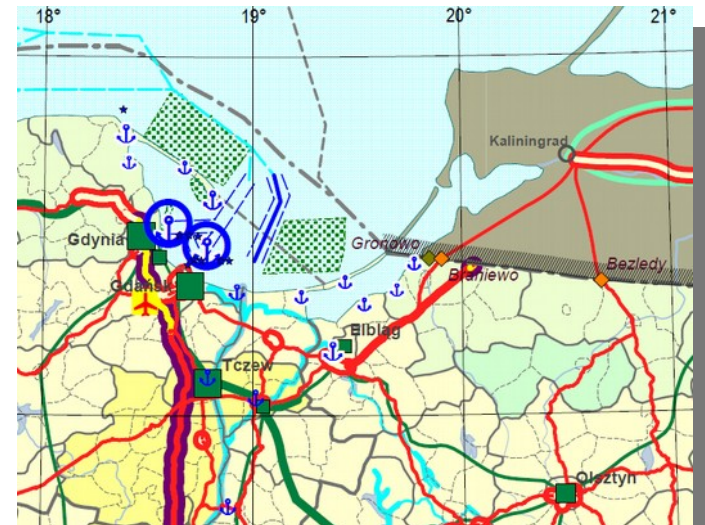 18° 19° 20° 21°
Kaliningrad
Gdynia
Gronowo
Braniewo
Bezledy
Gdańsk
Elbląg
Tczew
Olsztyn